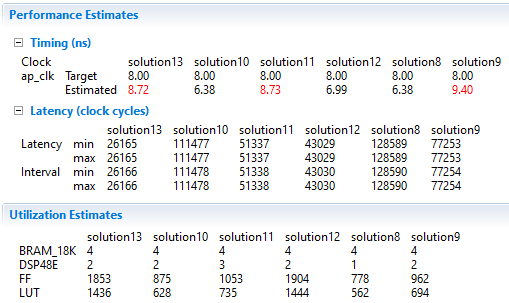 Performance Estimates
Timing (ns)
Clock solution13 solution10 solution11 solution12 solution8 solution9
ap_clk Target 8.00 8.00 8.00 8.00 8.00 8.00
Estimated 8.72 6.38 8.73 6.99 6.38 9.40
Latency (clock cycles)
solution13 solution10 solution11 solution12 solution8 solution9
Latency min 26165 111477 51337 43029 128589 77253
max 26165 111477 51337 43029 128589 77253
Interval min 26166 111478 51338 43030 128590 77254
max 26166 111478 51338 43030 128590 77254
Utilization Estimates
solution13 solution10 solution11 solution12 solution8 solution9
BRAM_18K 4 4 4 4 4 4
DSP48E 2 2 3 2 1 2
FF 1853 875 1053 1904 778 962
LUT 1436 628 735 1444 562 694